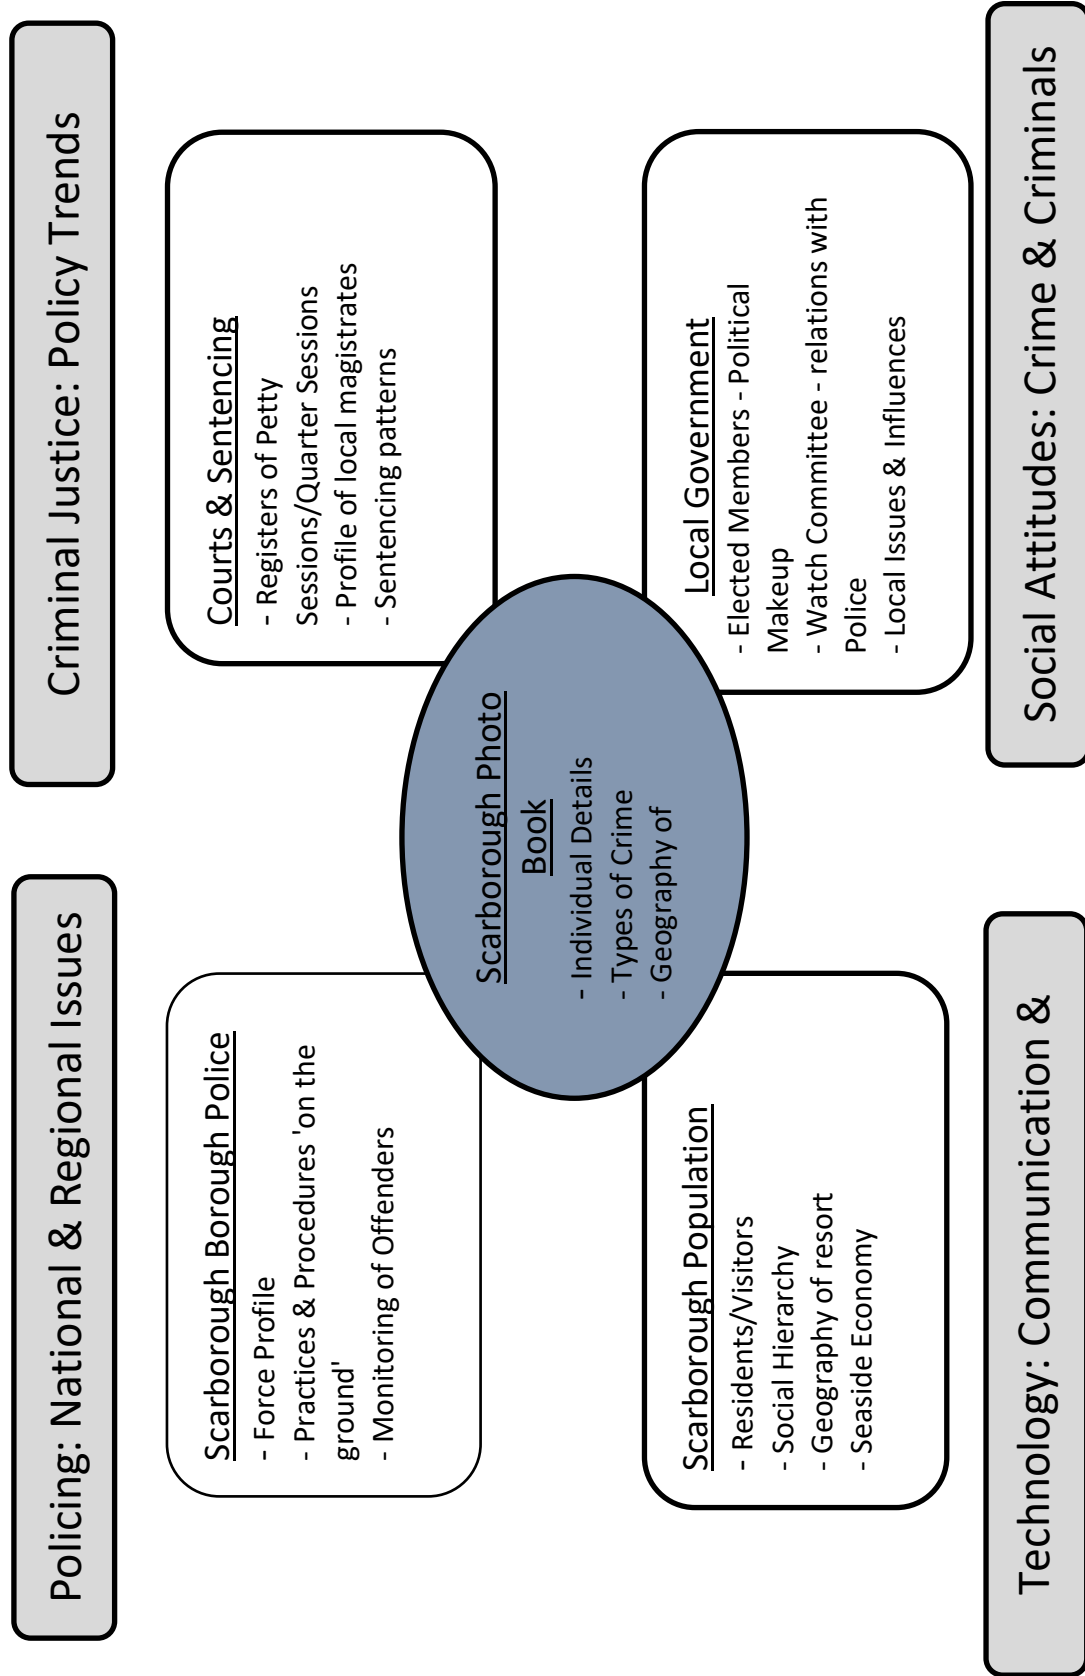 Policing: National & Regional Issues
Criminal Justice: Policy Trends
Scarborough Borough Police
- Force Profile
- Practices & Procedures 'on the
ground'
- Monitoring of Offenders
Courts & Sentencing
- Registers of Petty
Sessions/Quarter Sessions
- Profile of local magistrates
- Sentencing patterns
Scarborough Photo
Book
- Individual Details
- Types of Crime
- Geography of
Scarborough Population
- Residents/Visitors
- Social Hierarchy
- Geography of resort
- Seaside Economy
Local Government
- Elected Members - Political
Makeup
- Watch Committee - relations with
Police
- Local Issues & Influences
Technology: Communication &
Social Attitudes: Crime & Criminals